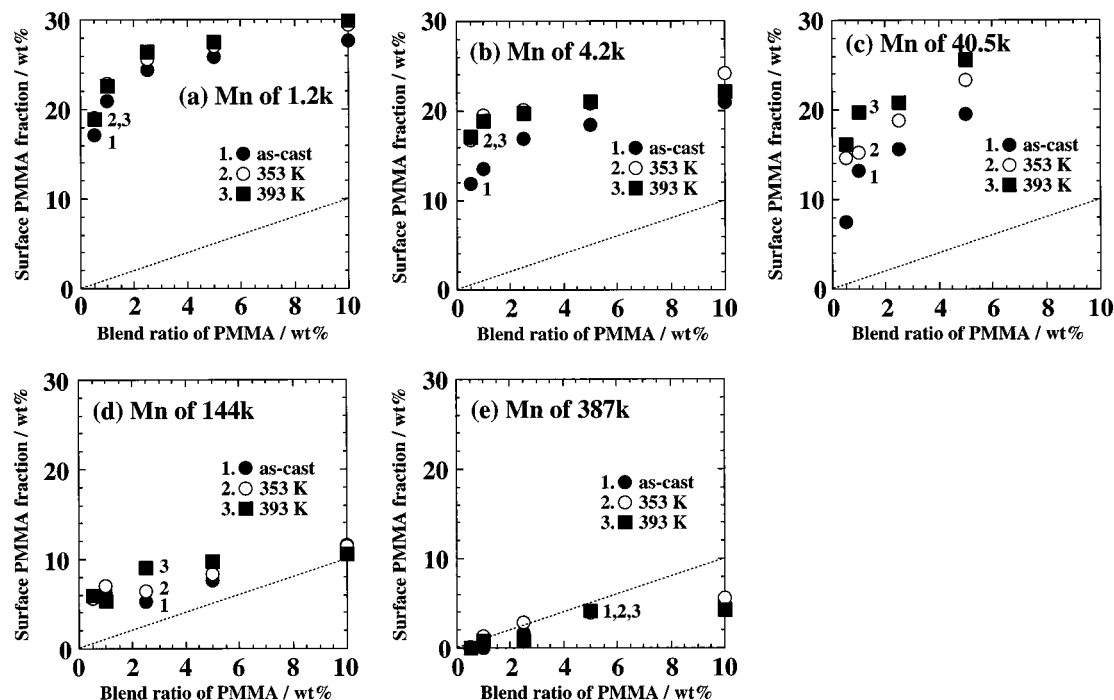 Surface PMMA fraction / wt%
30
20
10
0
(a) Mn of 1.2k
2,3
1
1. as-cast
2. 353 K
3. 393 K
0 2 4 6 8 10
Blend ratio of PMMA / wt%
Surface PMMA fraction / wt%
30
20
10
0
(b) Mn of 4.2k
2,3
1
1. as-cast
2. 353 K
3. 393 K
0 2 4 6 8 10
Blend ratio of PMMA / wt%
Surface PMMA fraction / wt%
30
20
10
0
(c) Mn of 40.5k
3
2
1
1. as-cast
2. 353 K
3. 393 K
0 2 4 6 8 10
Blend ratio of PMMA / wt%
Surface PMMA fraction / wt%
30
20
10
0
(d) Mn of 144k
1. as-cast
2. 353 K
3. 393 K
3
2
1
0 2 4 6 8 10
Blend ratio of PMMA / wt%
Surface PMMA fraction / wt%
30
20
10
0
(e) Mn of 387k
1. as-cast
2. 353 K
3. 393 K
1,2,3
0 2 4 6 8 10
Blend ratio of PMMA / wt%